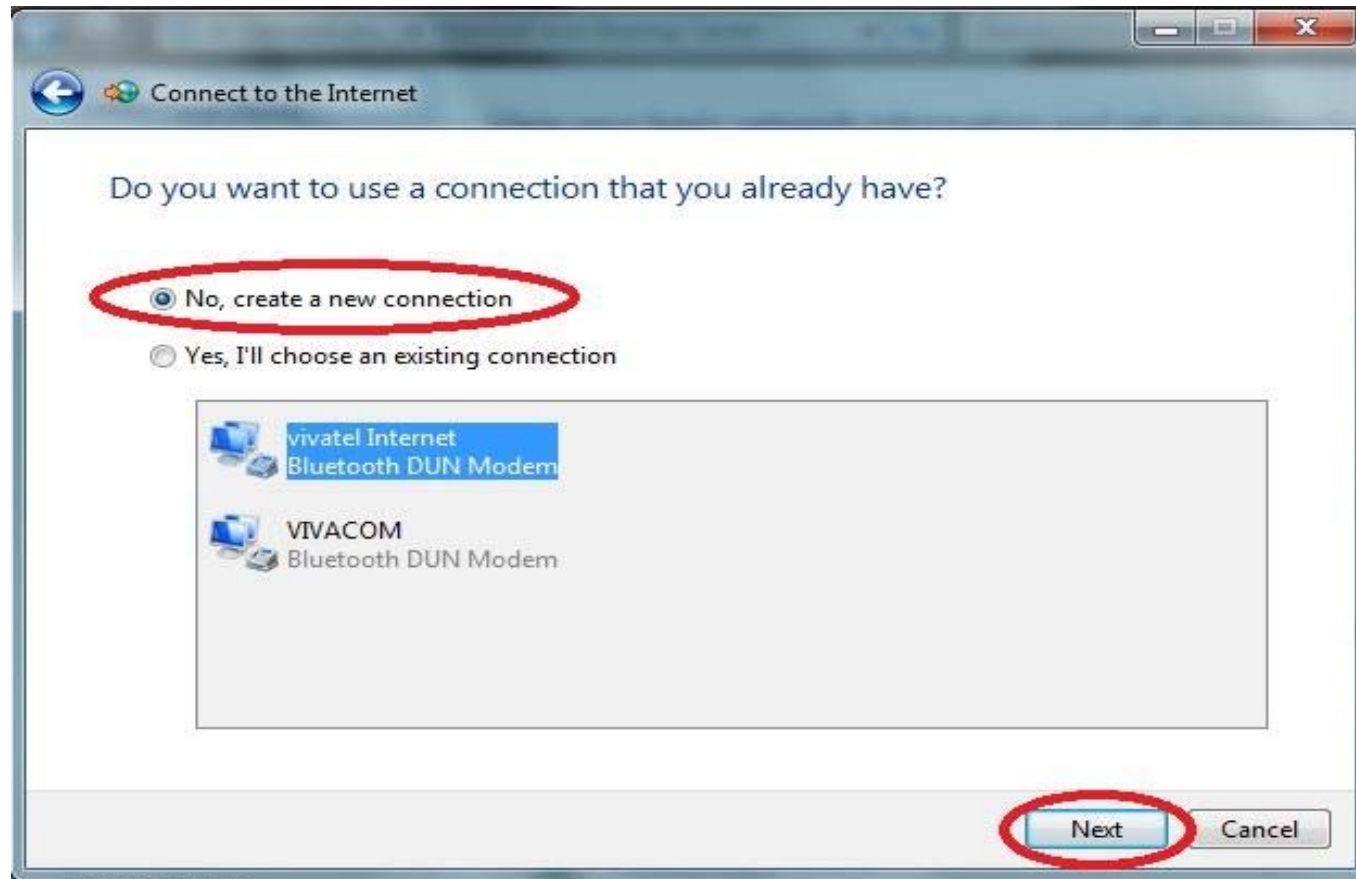 Connect to the Internet
Do you want to use a connection that you already have?
No, create a new connection
Yes, I'll choose an existing connection
vivatel Internet
Bluetooth DUN Modem
VIVACOM
Bluetooth DUN Modem
Next Cancel